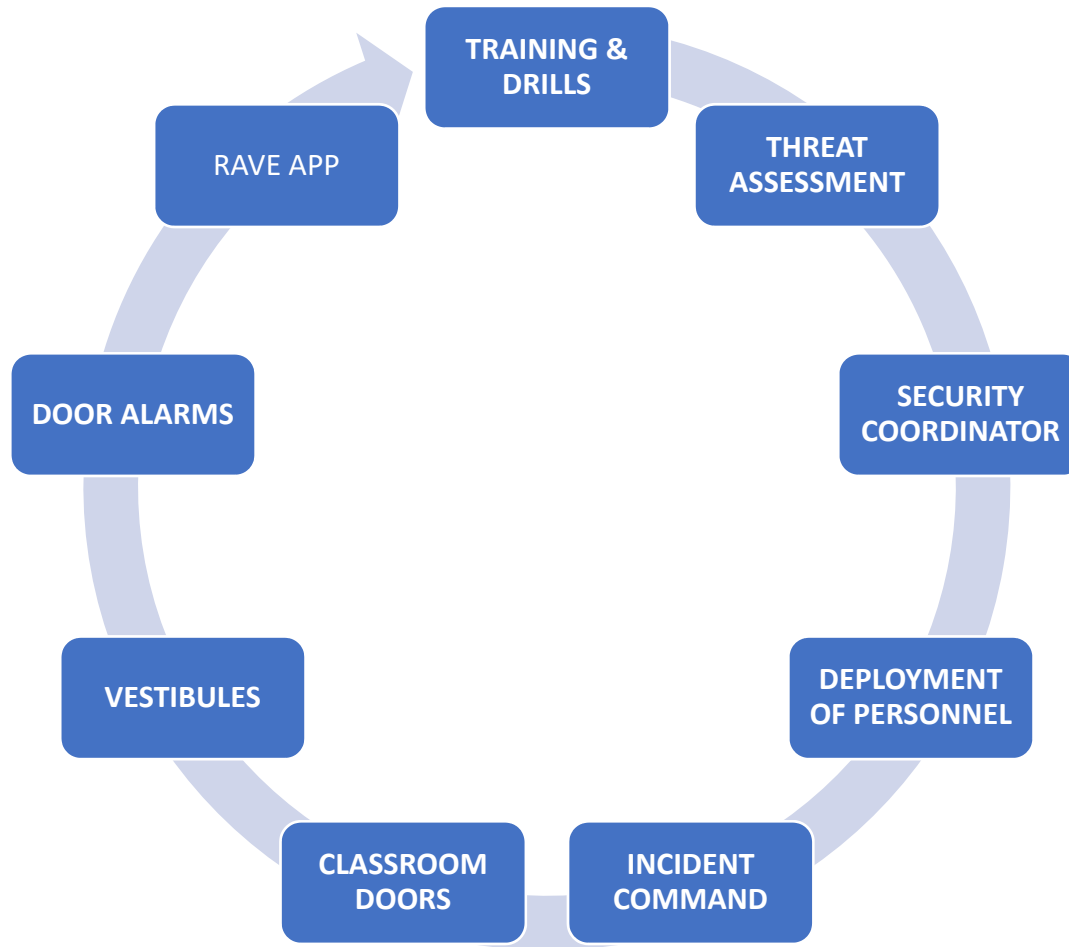 TRAINING &
DRILLS
THREAT
ASSESSMENT
SECURITY
COORDINATOR
DEPLOYMENT
OF PERSONNEL
INCIDENT
COMMAND
CLASSROOM
DOORS
VESTIBULES
DOOR ALARMS
RAVE APP